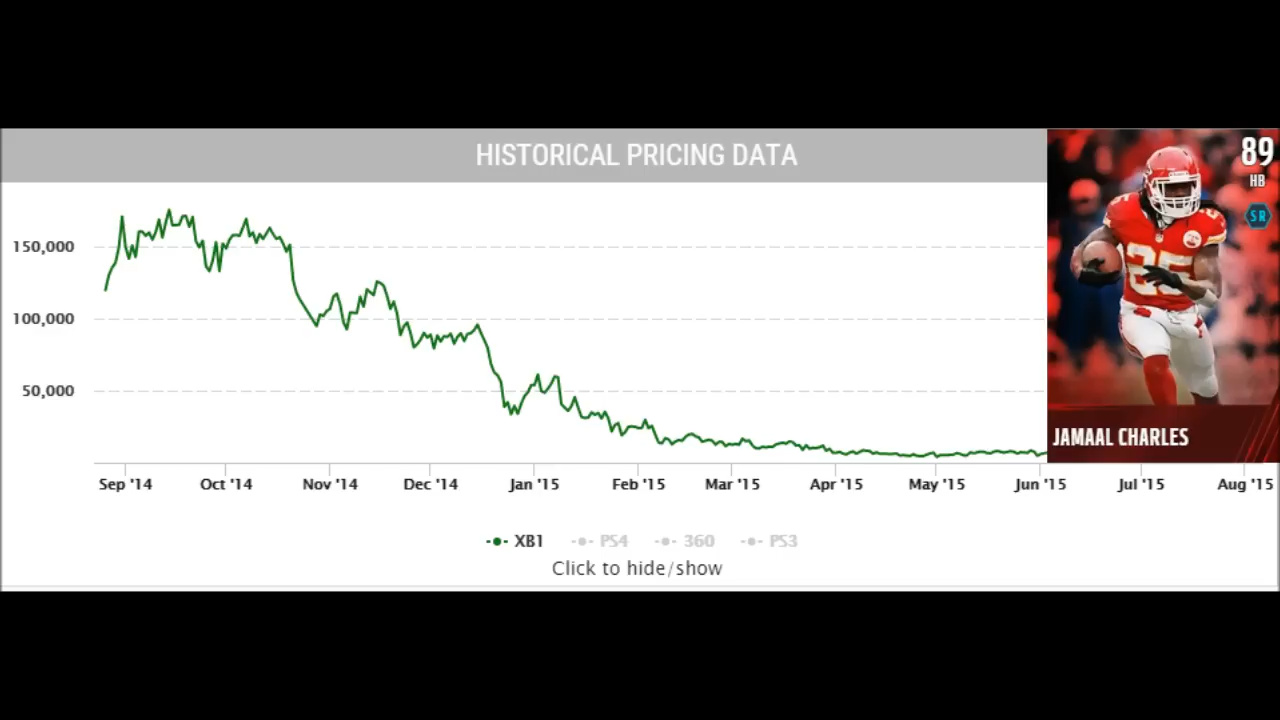 HISTORICAL PRICING DATA
89
HB
SR
150,000
100,000
50,000
25
JAMAAL CHARLES
Sep '14 Oct '14 Nov '14 Dec '14 Jan '15 Feb '15 Mar '15 Apr '15 May '15 Jun '15 Jul '15 Aug '15
XB1 PS4 360 PS3
Click to hide/show